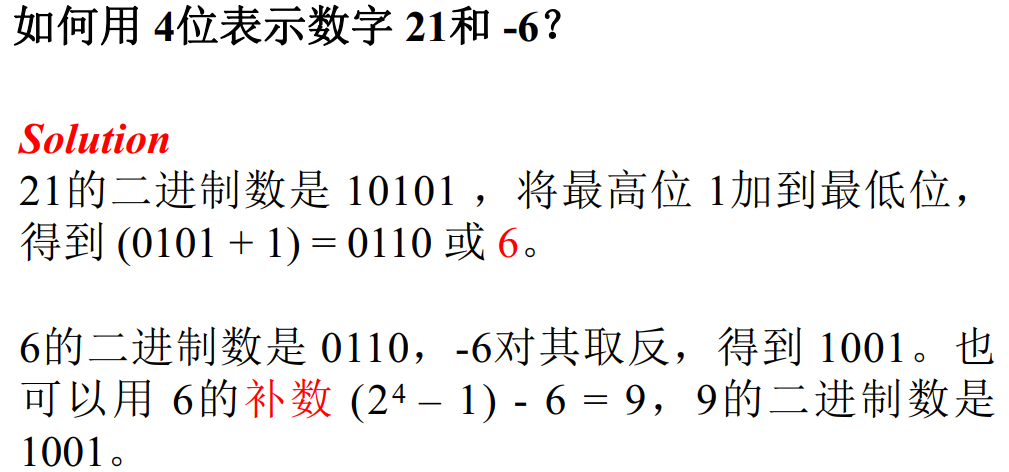 如何用 4位表示数字 21和 -6？
Solution
21的二进制数是 10101 ，将最高位 1加到最低位，
得到 (0101 + 1) = 0110 或 6。
6的二进制数是 0110，-6对其取反，得到 1001。也
可以用 6的补数 (2⁴ – 1) - 6 = 9，9的二进制数是
1001。